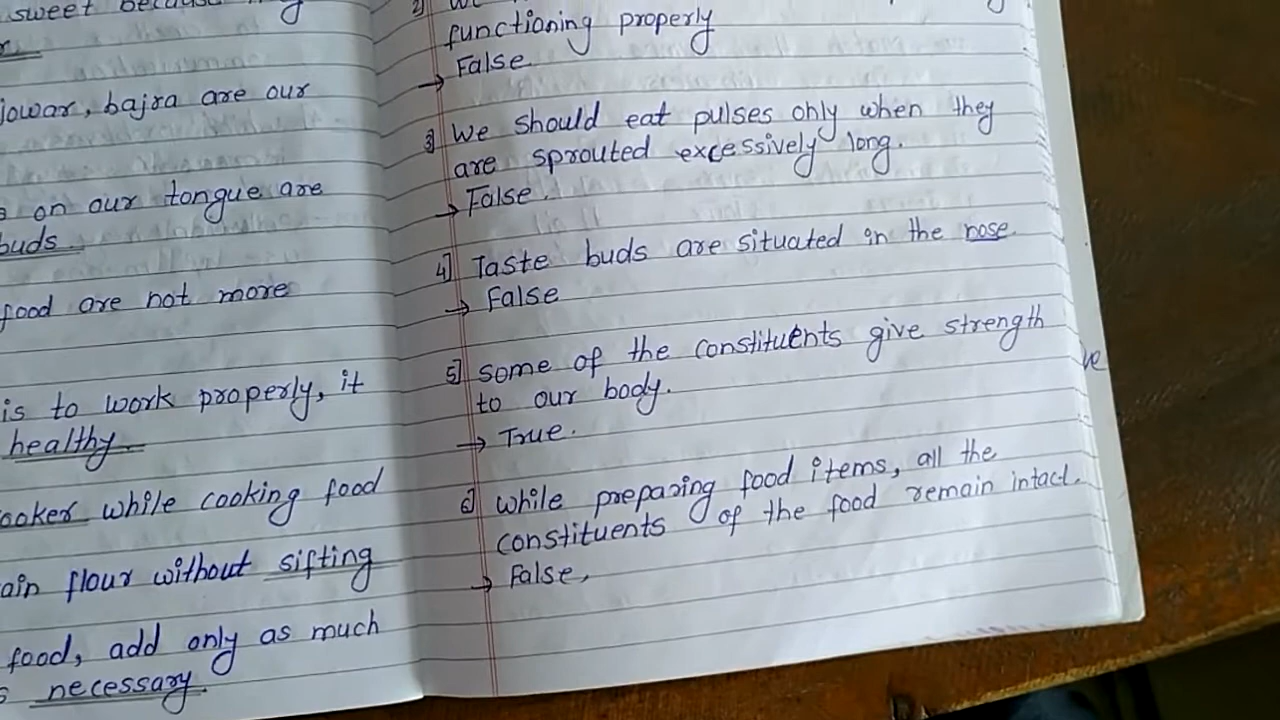 sweet because
jowar, bajra are our
on our tongue are
buds.
food are not more
is to work properly, it
healthy.
while cooking food
flour without sifting
food, add only as much
necessary.
2]
functioning properly
→ False
3] We should eat pulses only when they
are sprouted excessively long.
→ False.
4] Taste buds are situated in the nose.
→ False
5] some of the constituents give strength
to our body.
→ True.
6] while preparing food items, all the
constituents of the food remain intact.
→ False,
ve